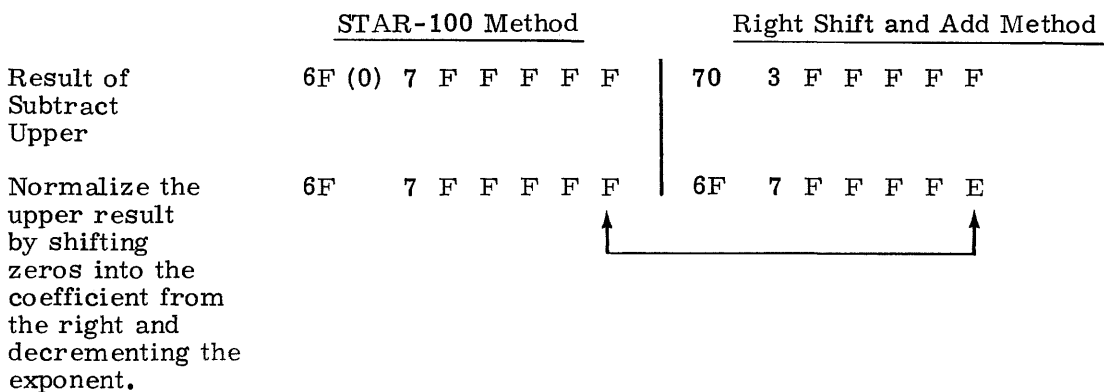 STAR-100 Method Right Shift and Add Method
Result of 6F (0) 7 F F F F F 70 3 F F F F F
Subtract
Upper
Normalize the 6F 7 F F F F F 6F 7 F F F F E
upper result
by shifting
zeros into the
coefficient from
the right and
decrementing the
exponent.